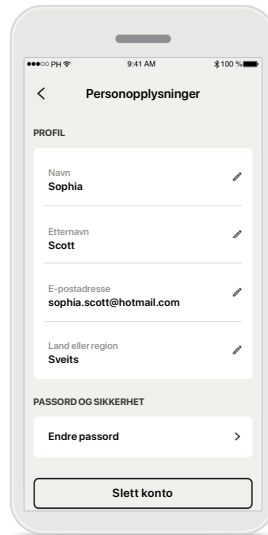 PH 9:41 AM 100 %
Personopplysninger
PROFIL
Navn
Sophia
Etternavn
Scott
E-postadresse
sophia.scott@hotmail.com
Land eller region
Sveits
PASSORD OG SIKKERHET
Endre passord
Slett konto